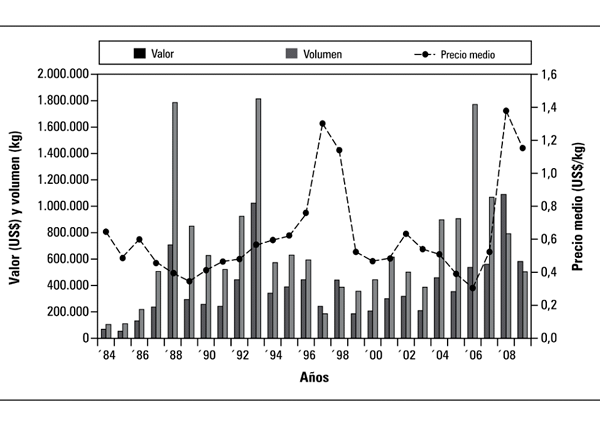 Valor Volumen Precio medio
2.000.000 1,6
1.800.000 1,4
1.600.000
1.400.000 1,2
1.200.000 1,0
1.000.000 0,8
800.000
600.000 0,6
400.000 0,4
200.000 0,2
0 0,0
Valor (US$) y volumen (kg)
Precio medio (US$/kg)
´84 ´86 ´88 ´90 ´92 ´94 ´96 ´98 ´00 ´02 ´04 ´06 ´08
Años